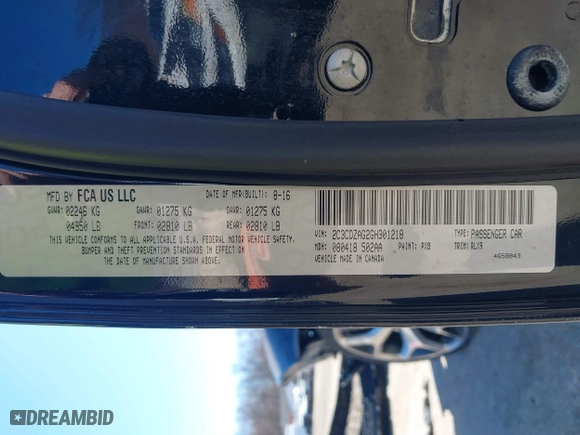 MFD BY FCA US LLC DATE OF MFR(BUILT): 8-16
GVWR: 02246 KG GAWR: 01275 KG GAWR: 01275 KG
04950 LB FRONT: 02810 LB REAR: 02810 LB
THIS VEHICLE CONFORMS TO ALL APPLICABLE U.S.A. FEDERAL MOTOR VEHICLE SAFETY,
BUMPER AND THEFT PREVENTION STANDARDS IN EFFECT ON THE
DATE OF MANUFACTURE SHOWN ABOVE.
VIN: 2C3CDZAG2GH301218 TYPE: PASSENGER CAR
MDH: 080418 502AA PAINT: PX8 TRIM: RLX9
VEHICLE MADE IN CANADA 4658843
DREAMBID